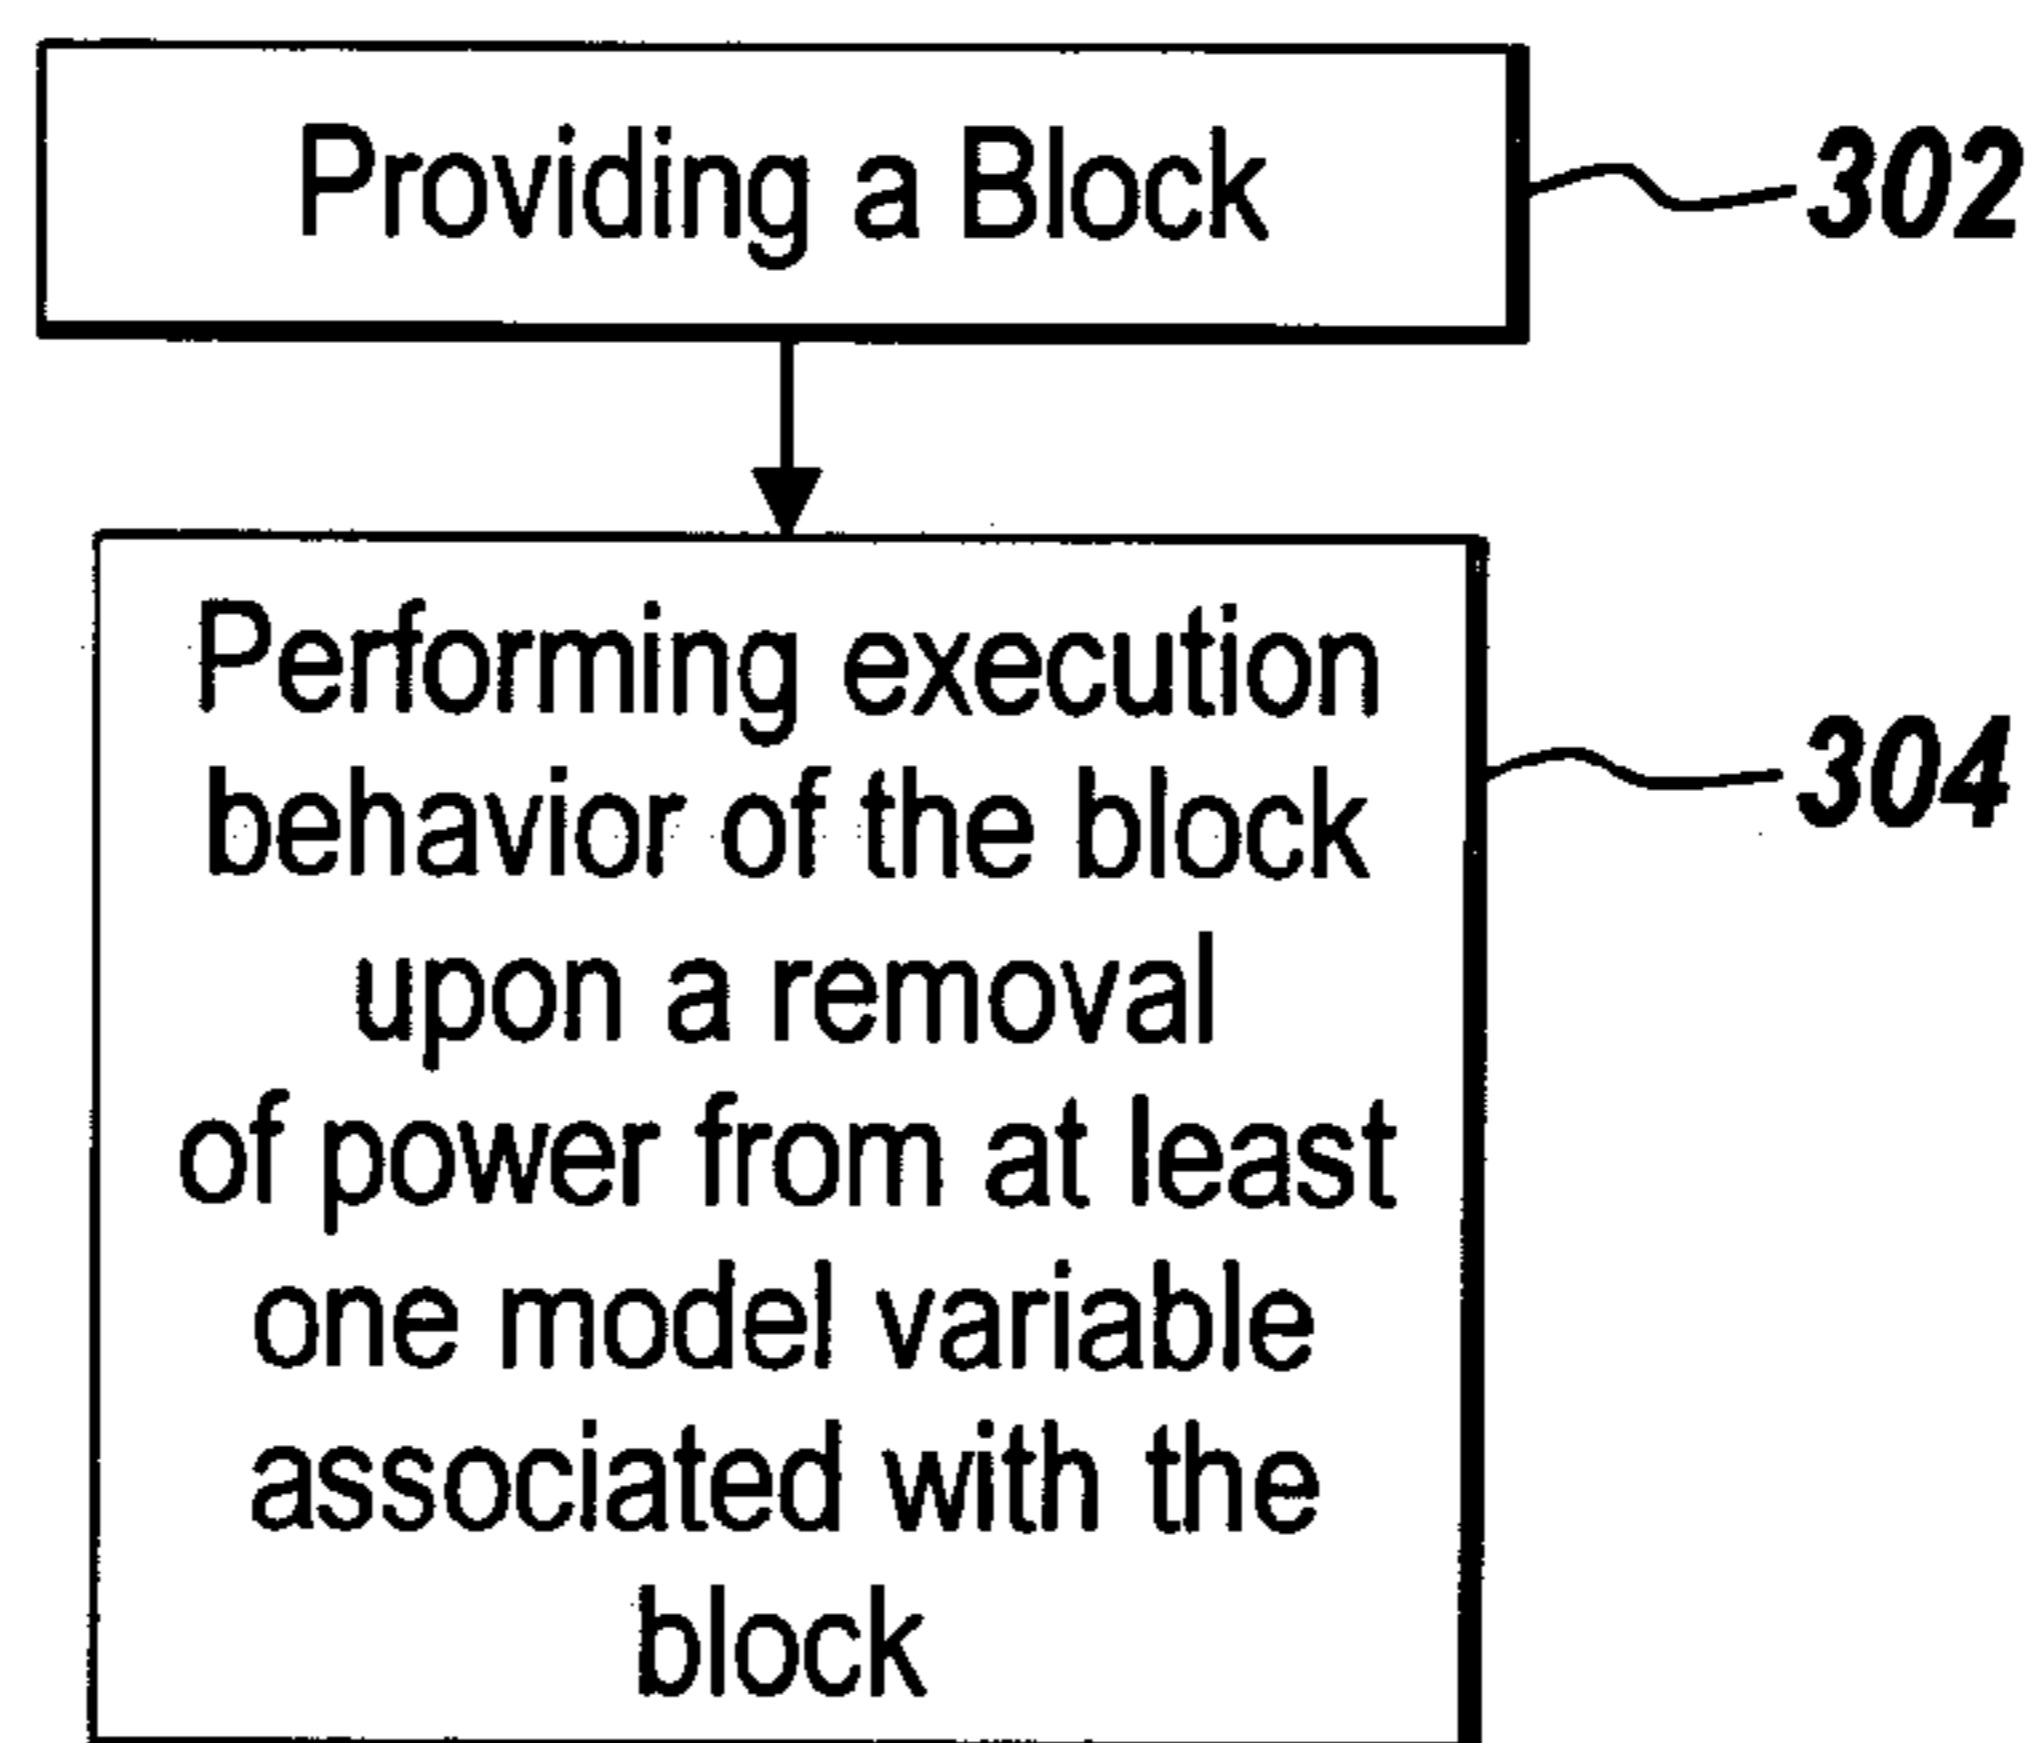 Providing a Block
302
Performing execution
behavior of the block
upon a removal
of power from at least
one model variable
associated with the
block
304